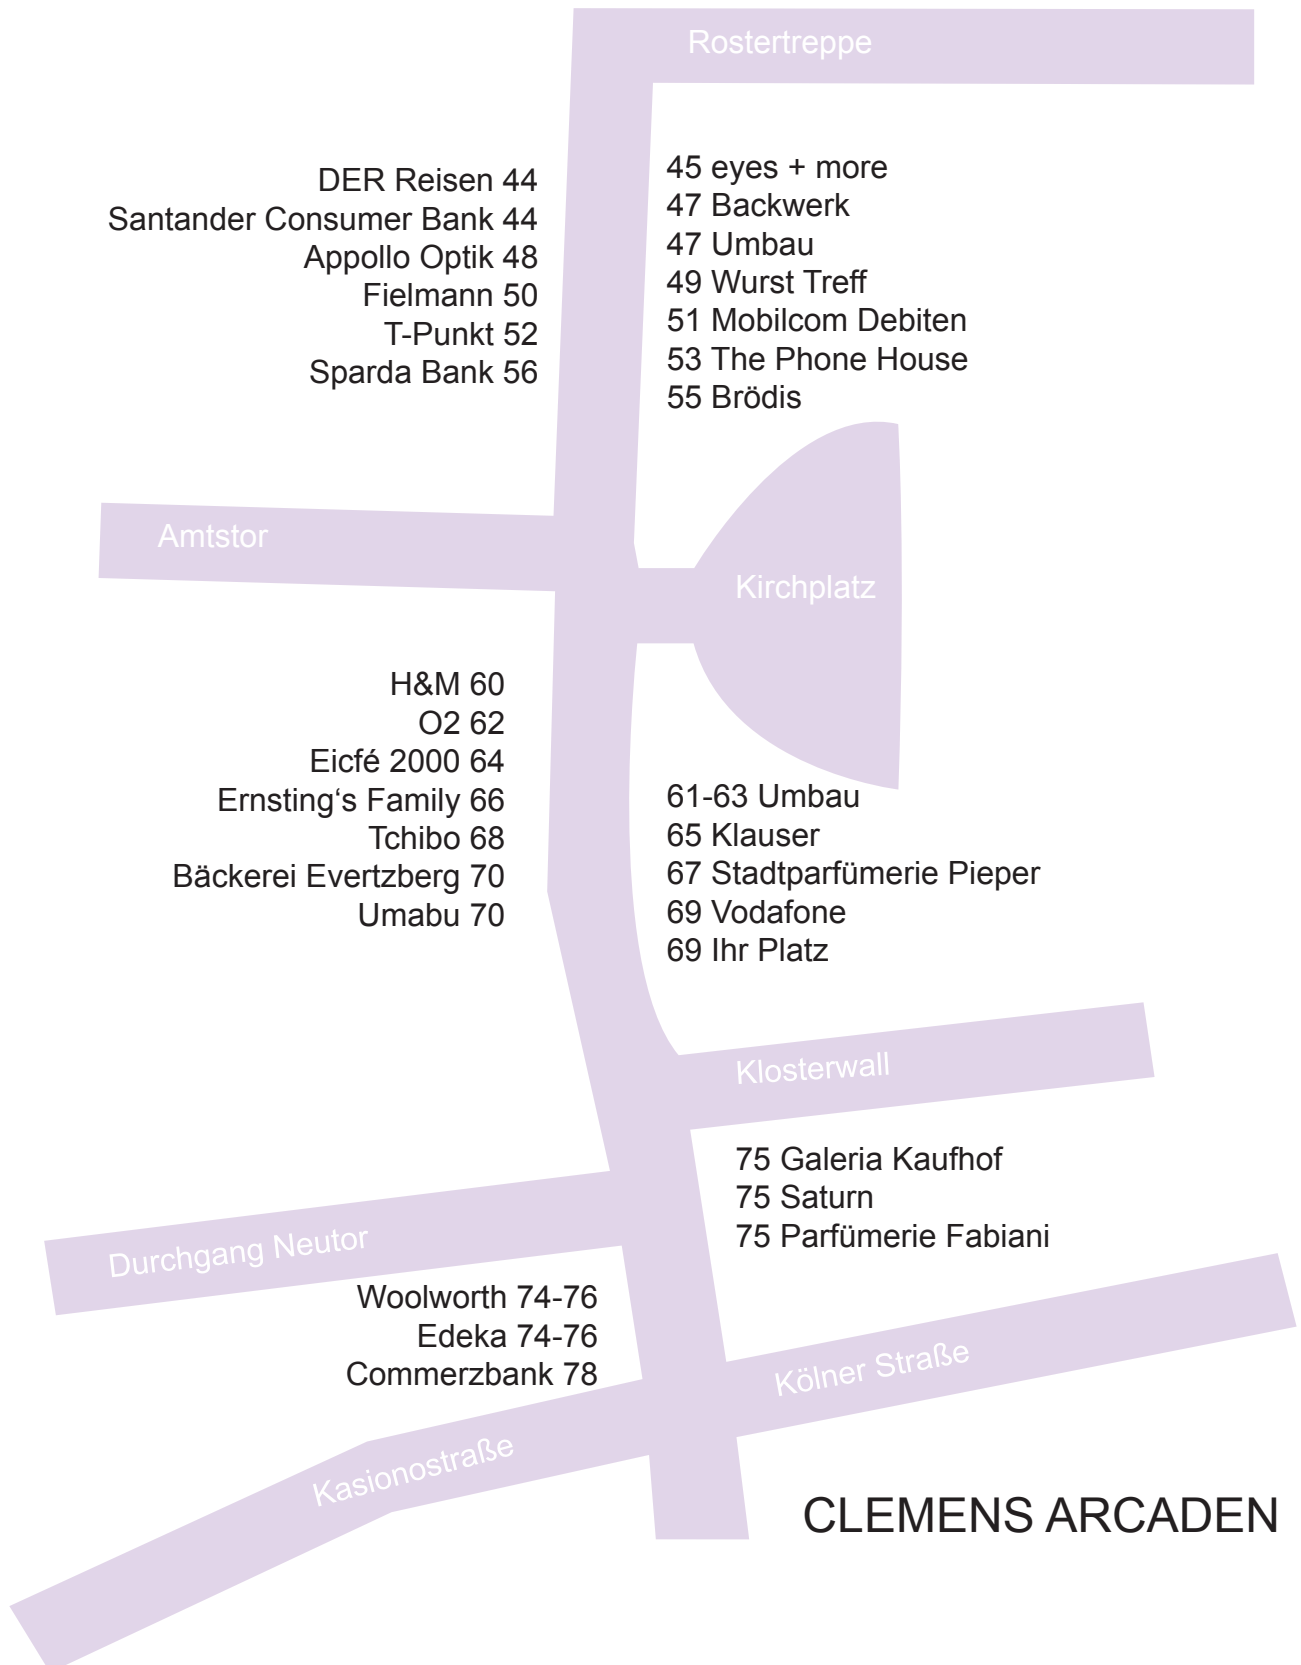 Rostertreppe
DER Reisen 44
Santander Consumer Bank 44
Appollo Optik 48
Fielmann 50
T-Punkt 52
Sparda Bank 56
45 eyes + more
47 Backwerk
47 Umbau
49 Wurst Treff
51 Mobilcom Debiten
53 The Phone House
55 Brödis
Amtstor
Kirchplatz
H&M 60
O2 62
Eicfé 2000 64
Ernsting‘s Family 66
Tchibo 68
Bäckerei Evertzberg 70
Umabu 70
61-63 Umbau
65 Klauser
67 Stadtparfümerie Pieper
69 Vodafone
69 Ihr Platz
Klosterwall
75 Galeria Kaufhof
75 Saturn
75 Parfümerie Fabiani
Durchgang Neutor
Woolworth 74-76
Edeka 74-76
Commerzbank 78
Kölner Straße
Kasionostraße
CLEMENS ARCADEN